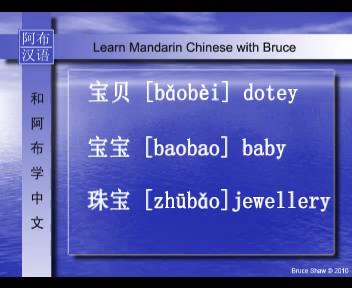 阿布
汉语
Learn Mandarin Chinese with Bruce
和
阿
布
学
中
文
宝贝 [bǎobèi] dotey
宝宝 [baobao] baby
珠宝 [zhūbǎo]jewellery
Bruce Shaw © 2010